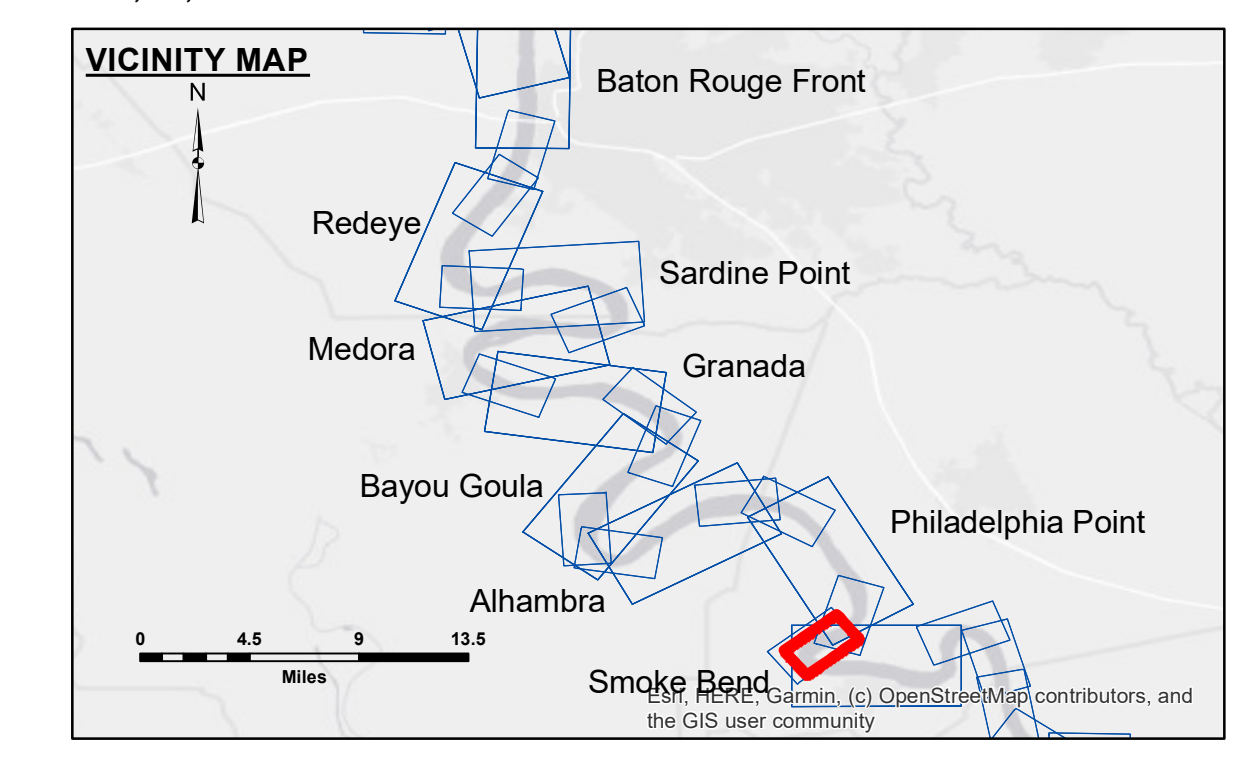 VICINITY MAP
N
Baton Rouge Front
Redeye
Sardine Point
Medora
Granada
Bayou Goula
Philadelphia Point
Alhambra
0 4.5 9 13.5
Miles
Smoke Bend
Esri, HERE, Garmin, (c) OpenStreetMap contributors, and
the GIS user community